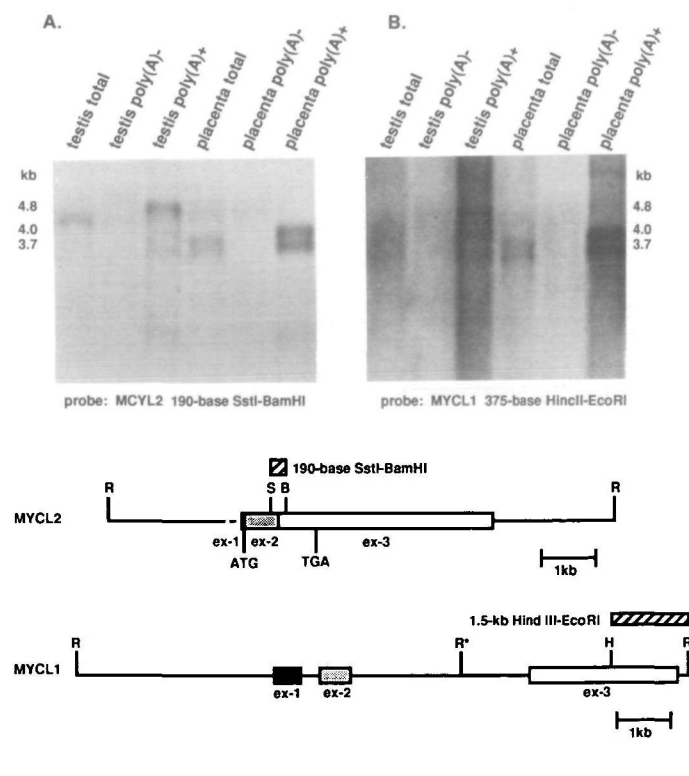 A.
testis total
testis poly(A)-
testis poly(A)+
placenta total
placenta poly(A)-
placenta poly(A)+
kb
4.8
4.0
3.7
probe: MCYL2 190-base SstI-BamHI
B.
testis total
testis poly(A)-
testis poly(A)+
placenta total
placenta poly(A)-
placenta poly(A)+
kb
4.8
4.0
3.7
probe: MYCL1 375-base HincII-EcoRI
190-base SstI-BamHI
R
S
B
R
MYCL2
ex-1
ex-2
ex-3
ATG
TGA
1kb
1.5-kb Hind III-EcoRI
R
R*
H
R
MYCL1
ex-1
ex-2
ex-3
1kb